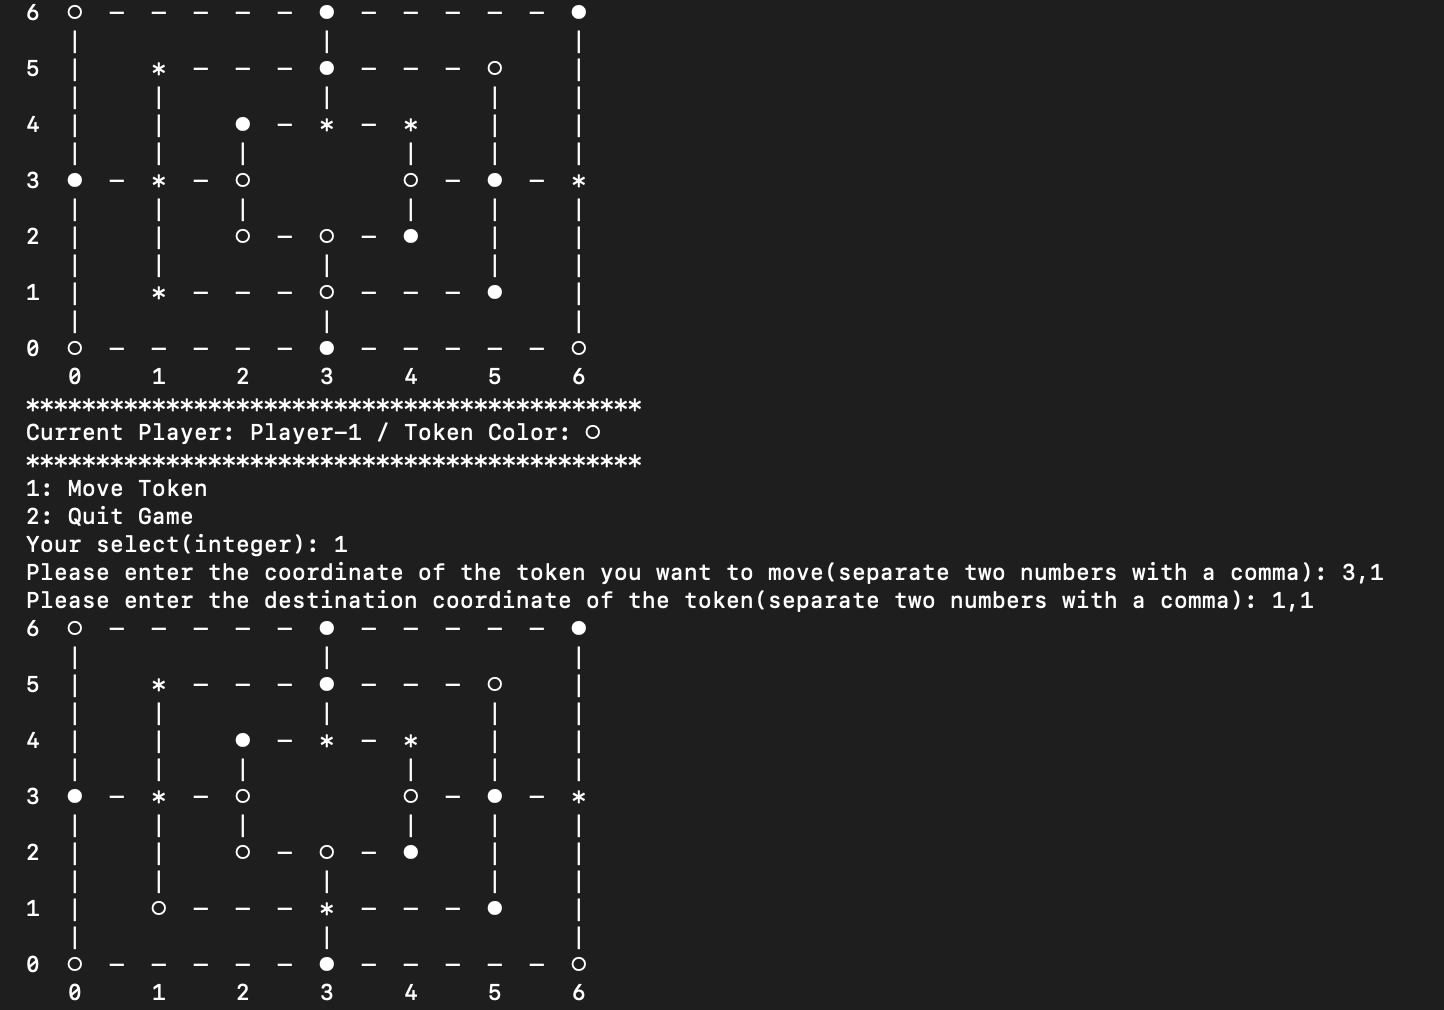 6  ○ – – – – – ● – – – – – ●
   |           |           |
5  |   * – – – ● – – – ○   |
   |   |       |       |   |
4  |   |   ● – * – *   |   |
   |   |   |       |   |   |
3  ● – * – ○       ○ – ● – *
   |   |   |       |   |   |
2  |   |   ○ – ○ – ●   |   |
   |   |       |       |   |
1  |   * – – – ○ – – – ●   |
   |           |           |
0  ○ – – – – – ● – – – – – ○
   0   1   2   3   4   5   6
********************************************
Current Player: Player-1 / Token Color: ○
********************************************
1: Move Token
2: Quit Game
Your select(integer): 1
Please enter the coordinate of the token you want to move(separate two numbers with a comma): 3,1
Please enter the destination coordinate of the token(separate two numbers with a comma): 1,1
6  ○ – – – – – ● – – – – – ●
   |           |           |
5  |   * – – – ● – – – ○   |
   |   |       |       |   |
4  |   |   ● – * – *   |   |
   |   |   |       |   |   |
3  ● – * – ○       ○ – ● – *
   |   |   |       |   |   |
2  |   |   ○ – ○ – ●   |   |
   |   |       |       |   |
1  |   ○ – – – * – – – ●   |
   |           |           |
0  ○ – – – – – ● – – – – – ○
   0   1   2   3   4   5   6